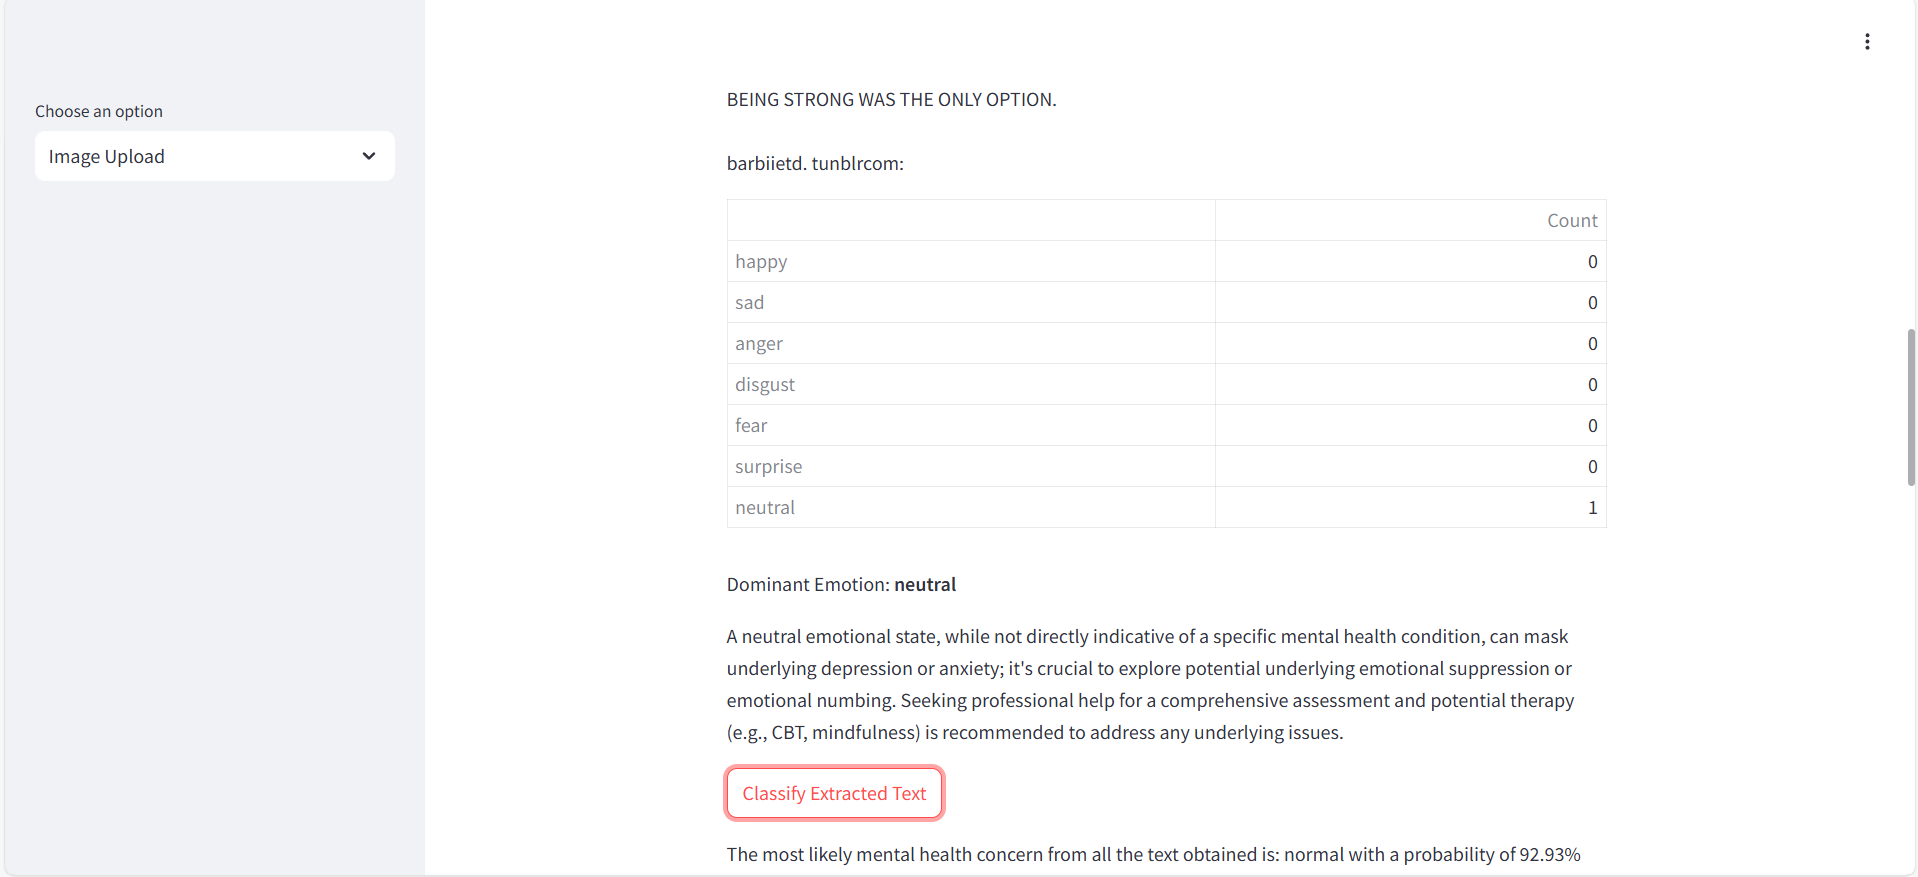 Choose an option
Image Upload
BEING STRONG WAS THE ONLY OPTION.
barbiietd. tunblrcom:
Count
happy 0
sad 0
anger 0
disgust 0
fear 0
surprise 0
neutral 1
Dominant Emotion: neutral
A neutral emotional state, while not directly indicative of a specific mental health condition, can mask
underlying depression or anxiety; it's crucial to explore potential underlying emotional suppression or
emotional numbing. Seeking professional help for a comprehensive assessment and potential therapy
(e.g., CBT, mindfulness) is recommended to address any underlying issues.
Classify Extracted Text
The most likely mental health concern from all the text obtained is: normal with a probability of 92.93%